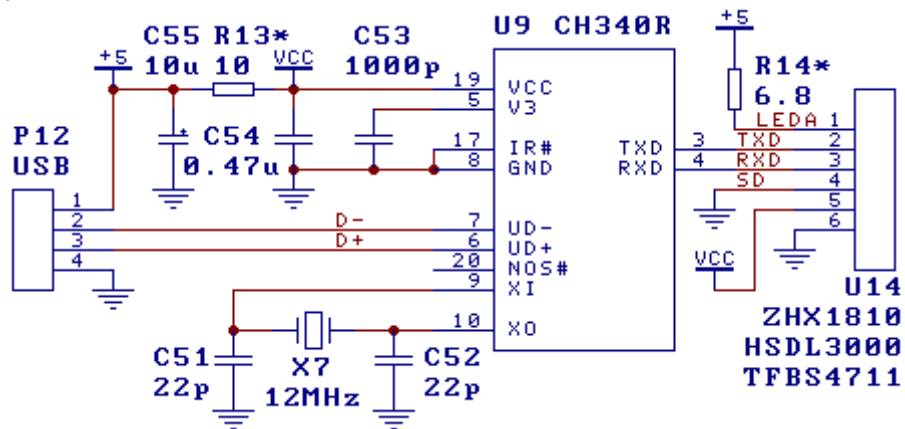 U9 CH340R
C55 R13* C53
+5 VCC +5
10u 10 1000p
R14*
6.8
19 VCC
5 V3
LEDA 1
P12
USB
C54
0.47u
17 IR#
8 GND
TXD 3 TXD 2
RXD 4 RXD 3
SD 4
5
6
1
2 D- 7 UD-
3 D+ 6 UD+
4 20 NOS#
9 XI
VCC
10 XO
U14
ZHX1810
HSDL3000
TFBS4711
C51 X7 C52
22p 12MHz 22p